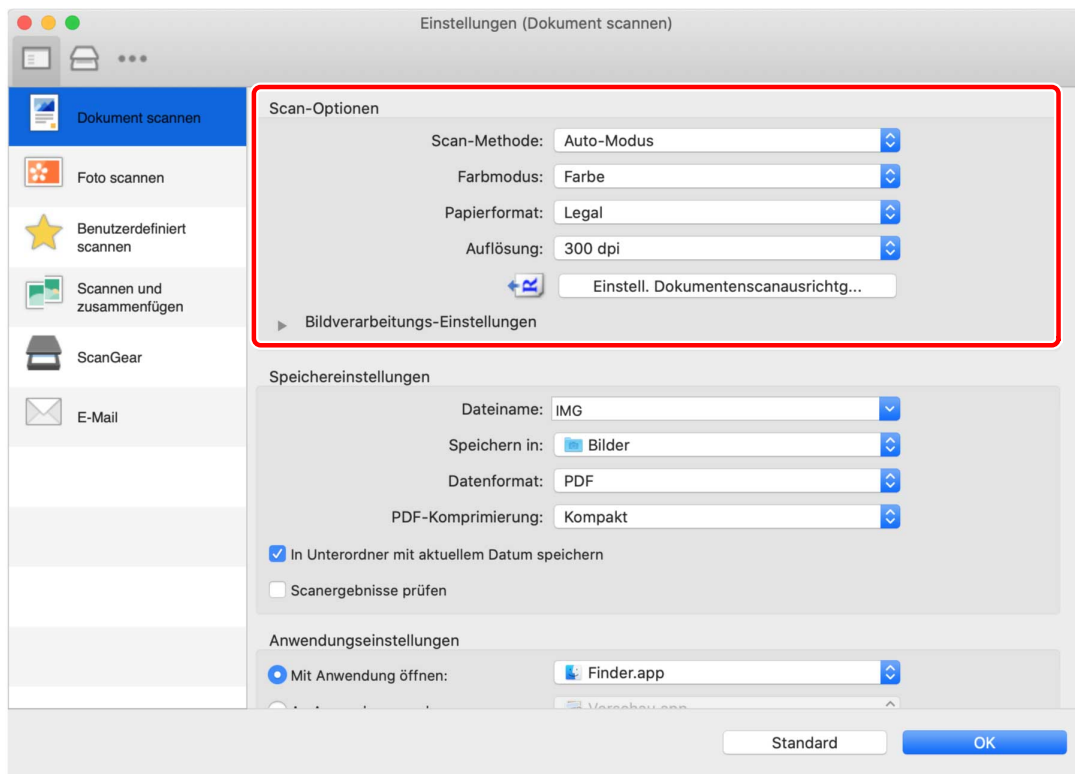 Einstellungen (Dokument scannen)
Dokument scannen
Foto scannen
Benutzerdefiniert
scannen
Scannen und
zusammenfügen
ScanGear
E-Mail
Scan-Optionen
Scan-Methode: Auto-Modus
Farbmodus: Farbe
Papierformat: Legal
Auflösung: 300 dpi
Einstell. Dokumentenscanausrichtg...
Bildverarbeitungs-Einstellungen
Speichereinstellungen
Dateiname: IMG
Speichern in: Bilder
Datenformat: PDF
PDF-Komprimierung: Kompakt
In Unterordner mit aktuellem Datum speichern
Scanergebnisse prüfen
Anwendungseinstellungen
Mit Anwendung öffnen: Finder.app
Vorschau.app
Standard
OK